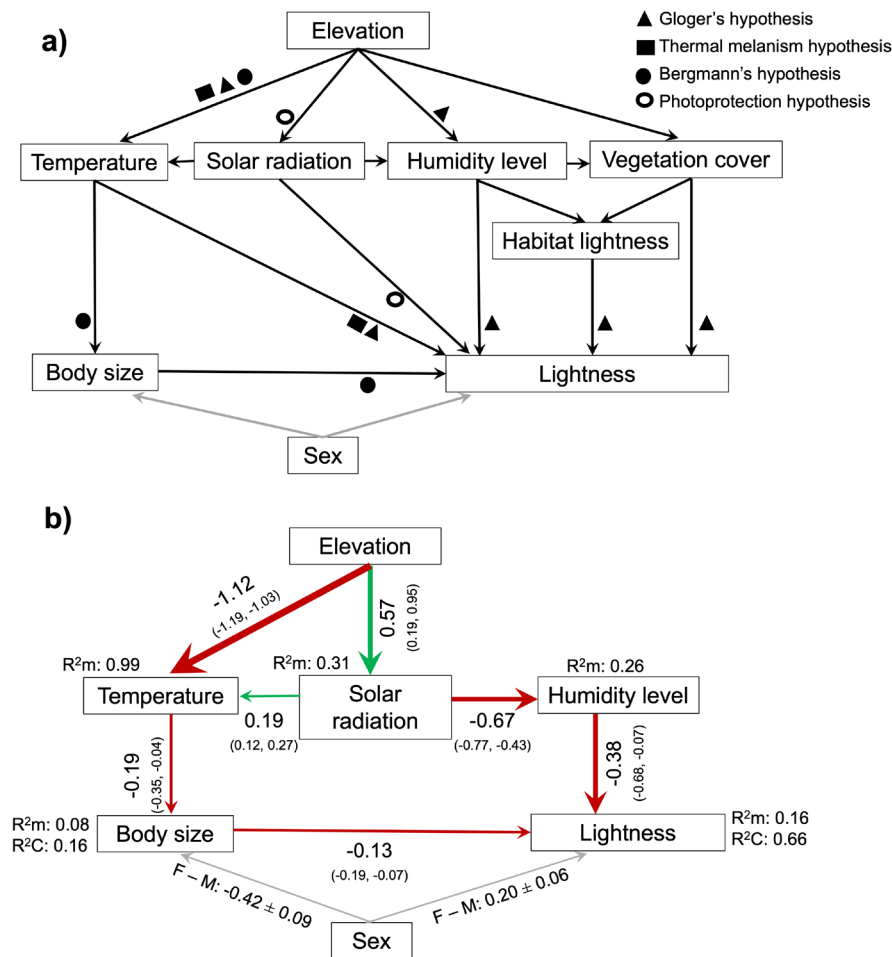 a)
Elevation
Gloger's hypothesis
Thermal melanism hypothesis
Bergmann's hypothesis
Photoprotection hypothesis
Temperature
Solar radiation
Humidity level
Vegetation cover
Habitat lightness
Body size
Lightness
Sex
b)
Elevation
-1.12
(-1.19, -1.03)
0.57
(0.19, 0.95)
R²m: 0.99
R²m: 0.31
R²m: 0.26
Temperature
Solar
radiation
Humidity level
0.19
(0.12, 0.27)
-0.67
(-0.77, -0.43)
-0.19
(-0.35, -0.04)
-0.38
(-0.68, -0.07)
R²m: 0.08
R²C: 0.16
Body size
Lightness
R²m: 0.16
R²C: 0.66
-0.13
(-0.19, -0.07)
F – M: -0.42 ± 0.09
F – M: 0.20 ± 0.06
Sex